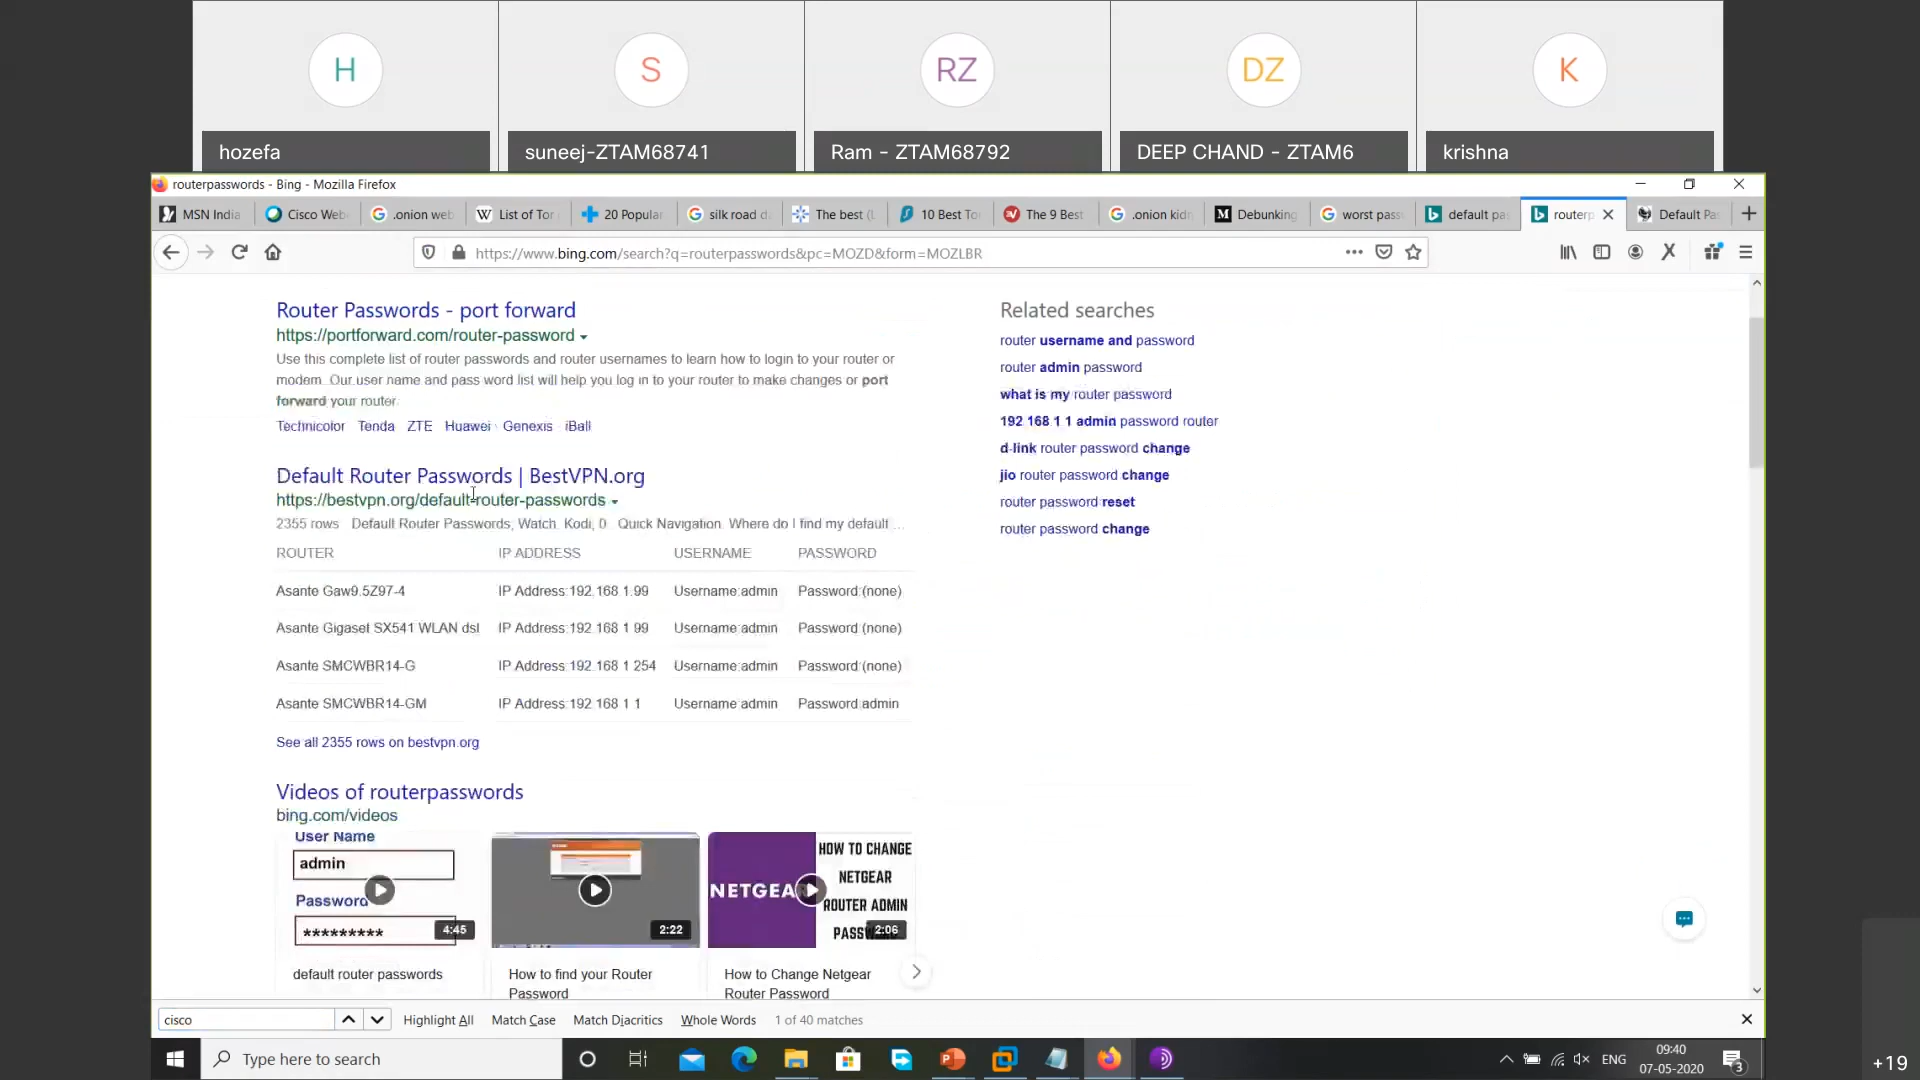 H
S
RZ
DZ
K
hozefa
suneej-ZTAM68741
Ram - ZTAM68792
DEEP CHAND - ZTAM6
krishna
routerpasswords - Bing - Mozilla Firefox
MSN India
Cisco Web
.onion web
List of Tor
20 Popular
silk road d
The best (
10 Best To
The 9 Best
.onion kid
Debunking
worst pass
default pa
routerp
Default Pa
https://www.bing.com/search?q=routerpasswords&pc=MOZD&form=MOZLBR
Router Passwords - port forward
https://portforward.com/router-password
Use this complete list of router passwords and router usernames to learn how to login to your router or
modem. Our user name and pass word list will help you log in to your router to make changes or port
forward your router.
Technicolor Tenda ZTE Huawei Genexis iBall
Related searches
router username and password
router admin password
what is my router password
192 168 1 1 admin password router
d-link router password change
jio router password change
router password reset
router password change
Default Router Passwords | BestVPN.org
https://bestvpn.org/default-router-passwords
2355 rows Default Router Passwords; Watch Kodi; 0 Quick Navigation. Where do I find my default ...
ROUTER IP ADDRESS USERNAME PASSWORD
Asante Gaw9.5Z97-4 IP Address:192.168 1.99 Username:admin Password:(none)
Asante Gigaset SX541 WLAN dsl IP Address:192.168 1 99 Username:admin Password:(none)
Asante SMCWBR14-G IP Address:192.168 1 254 Username:admin Password:(none)
Asante SMCWBR14-GM IP Address:192 168 1 1 Username admin Password:admin
See all 2355 rows on bestvpn.org
Videos of routerpasswords
bing.com/videos
User Name
admin
Password
*********
4:45
2:22
NETGEA
HOW TO CHANGE
NETGEAR
ROUTER ADMIN
2:06
default router passwords
How to find your Router
Password
How to Change Netgear
Router Password
cisco
Highlight All Match Case Match Diacritics Whole Words 1 of 40 matches
Type here to search
ENG
09:40
07-05-2020
3
+19